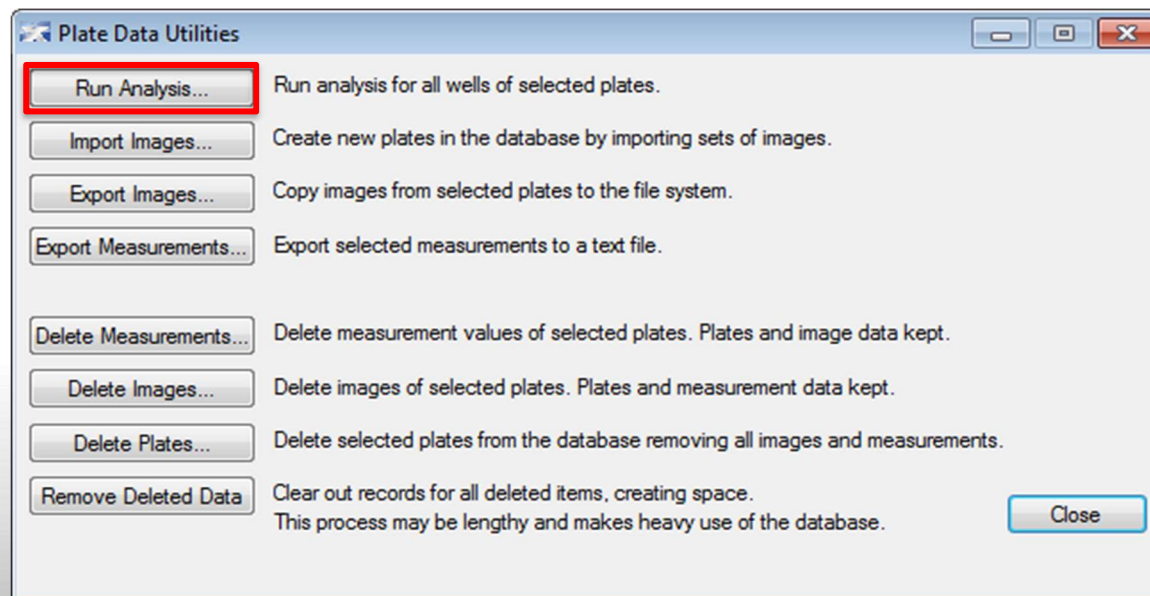 Plate Data Utilities
Run Analysis... Run analysis for all wells of selected plates.
Import Images... Create new plates in the database by importing sets of images.
Export Images... Copy images from selected plates to the file system.
Export Measurements... Export selected measurements to a text file.
Delete Measurements... Delete measurement values of selected plates. Plates and image data kept.
Delete Images... Delete images of selected plates. Plates and measurement data kept.
Delete Plates... Delete selected plates from the database removing all images and measurements.
Remove Deleted Data Clear out records for all deleted items, creating space.
This process may be lengthy and makes heavy use of the database.
Close